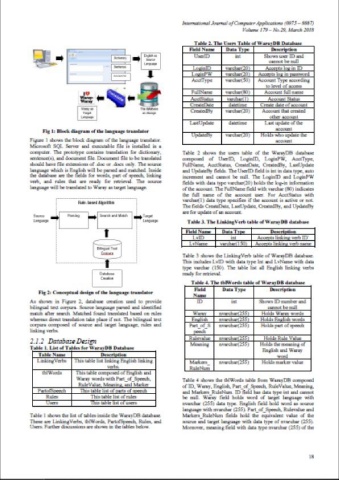 International Journal of Computer Applications (0975 – 8887)
Volume 179 – No.26, March 2018
Fig 1: Block diagram of the language translator
Figure 1 shows the block diagram of the language translator.
Microsoft SQL Server and executable file is installed in a
computer. The prototype contains translation for dictionary,
sentence(s), and document file. Document file to be translated
should have file extensions of .doc or .docx only. The source
language which is English will be parsed and matched. Inside
the database are the fields for words, part of speech, linking
verb, and rules that are ready for retrieval. Then source
language will be translated to Waray as target language.
Rule-based Algorithm
Source Language
Parsing
Search and Match
Target Language
Bilingual Text Corpora
Database Created
Fig 2: Conceptual design of the language translator
As shown in Figure 2, database creation used to provide
bilingual text corpora. Source language parsed and identified
match after search. Matched found translated based on rules
whereas direct translation take place if not. The bilingual text
corpora composed of source and target language, rules and
linking verbs.
2.1.2 Database Design
Table 1. List of Tables for WarayDB Database
Table Name Description
LinkingVerbs This table list linking English linking
verbs
tblWords This table composed of English and
Waray words with Part_of_Speech,
RuleValue, Meaning, and Marker
PartsofSpeech This table list of parts of speech
Rules This table list of rules
Users This table list of users
Table 1 shows the list of tables inside the WarayDB database.
These are LinkingVerbs, tblWords, PartsofSpeech, Rules, and
Users. Further discussions are shown in the tables below.
Table 2. The Users Table of WarayDB Database
Field Name Data Type Description
UserID int Shows user ID and
cannot be null
LoginID varchar(20) Accepts log in ID
LoginPW varchar(20) Accepts log in password
AcctType varchar(50) Account Type according
to level of access
FullName varchar(80) Account full name
AcctStatus varchar(1) Account Status
CreateDate datetime Create date of account
CreateBy varchar(20) Account that created
other account
LastUpdate datetime Last update of the
account
UpdateBy varchar(20) Holds who update the
account
Table 2 shows the users table of the WarayDB database
composed of UserID, LoginID, LoginPW, AcctType,
FullName, AcctStatus, CreateDate, CreateBy, LastUpdate
and UpdateBy fields. The UserID field is int in data type, auto
increment and cannot be null. The LoginID and LoginPW
fields with data type varchar(20) holds the log-in information
of the account. The FullName field with varchar (80) indicates
the full name of the account user. For AcctStatus with
varchar(1) data type specifies if the account is active or not.
The fields CreateDate, LastUpdate, CreatedBy, and UpdateBy
are for update of an account.
Table 3. The LinkingVerb table of WarayDB database
Field Name Data Type Description
LvID int Accepts linking verb ID
LvName varchar(150) Accepts linking verb name
Table 3 shows the LinkingVerb table of WarayDB database.
This includes LvID with data type int and LvName with data
type varchar (150). The table list all English linking verbs
ready for retrieval.
Table 4. The tblWords table of WarayDB database
Field Name Data Type Description
ID int Shows ID number and
cannot be null
Waray nvarchar(255) Holds Waray words
English nvarchar(255) Holds English words
Part_of_Speech nvarchar(255) Holds part of speech
Rulevalue nvarchar(255) Holds Rule Value
Meaning nvarchar(255) Holds the meaning of
English and Waray
word
Markers_RuleNum nvarchar(255) Holds marker value
Table 4 shows the tblWords table from WarayDB composed
of ID, Waray, English, Part_of_Speech, RuleValue, Meaning,
and Markers_RuleNum. ID field has data type int and cannot
be null. Waray field holds word of target language with
nvarchar (255) data type. English field hold word as source
language with nvarchar (255). Part_of_Speech, Rulevalue and
Markers_RuleNum fields hold the equivalent value of the
source and target language with data type of nvarchar (255).
Moreover, meaning field with data type nvarchar (255) of the
18